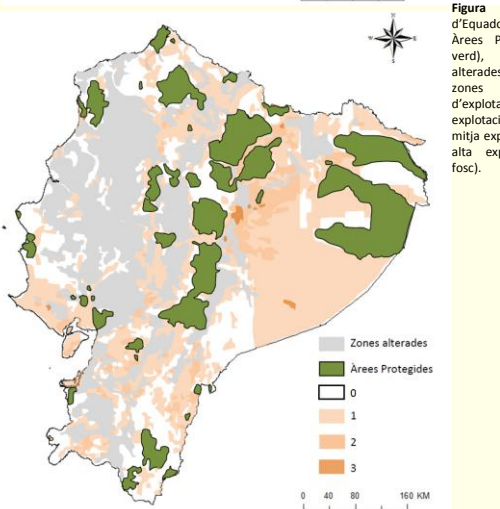 Figura
d’Equado
Àrees P
verd),
alterades
zones
d’explota
explotaci
mitja exp
alta exp
fosc).
N
W
E
S
Zones alterades
Àrees Protegides
0
1
2
3
0 40 80 160 KM